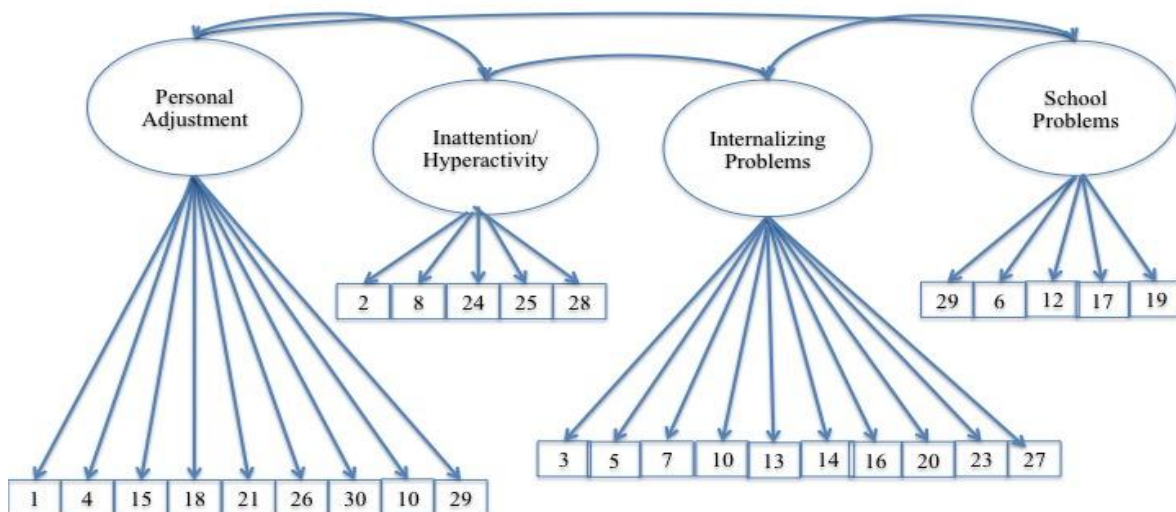 Personal
Adjustment
Inattention/
Hyperactivity
Internalizing
Problems
School
Problems
2 8 24 25 28
29 6 12 17 19
3 5 7 10 13 14 16 20 23 27
1 4 15 18 21 26 30 10 29